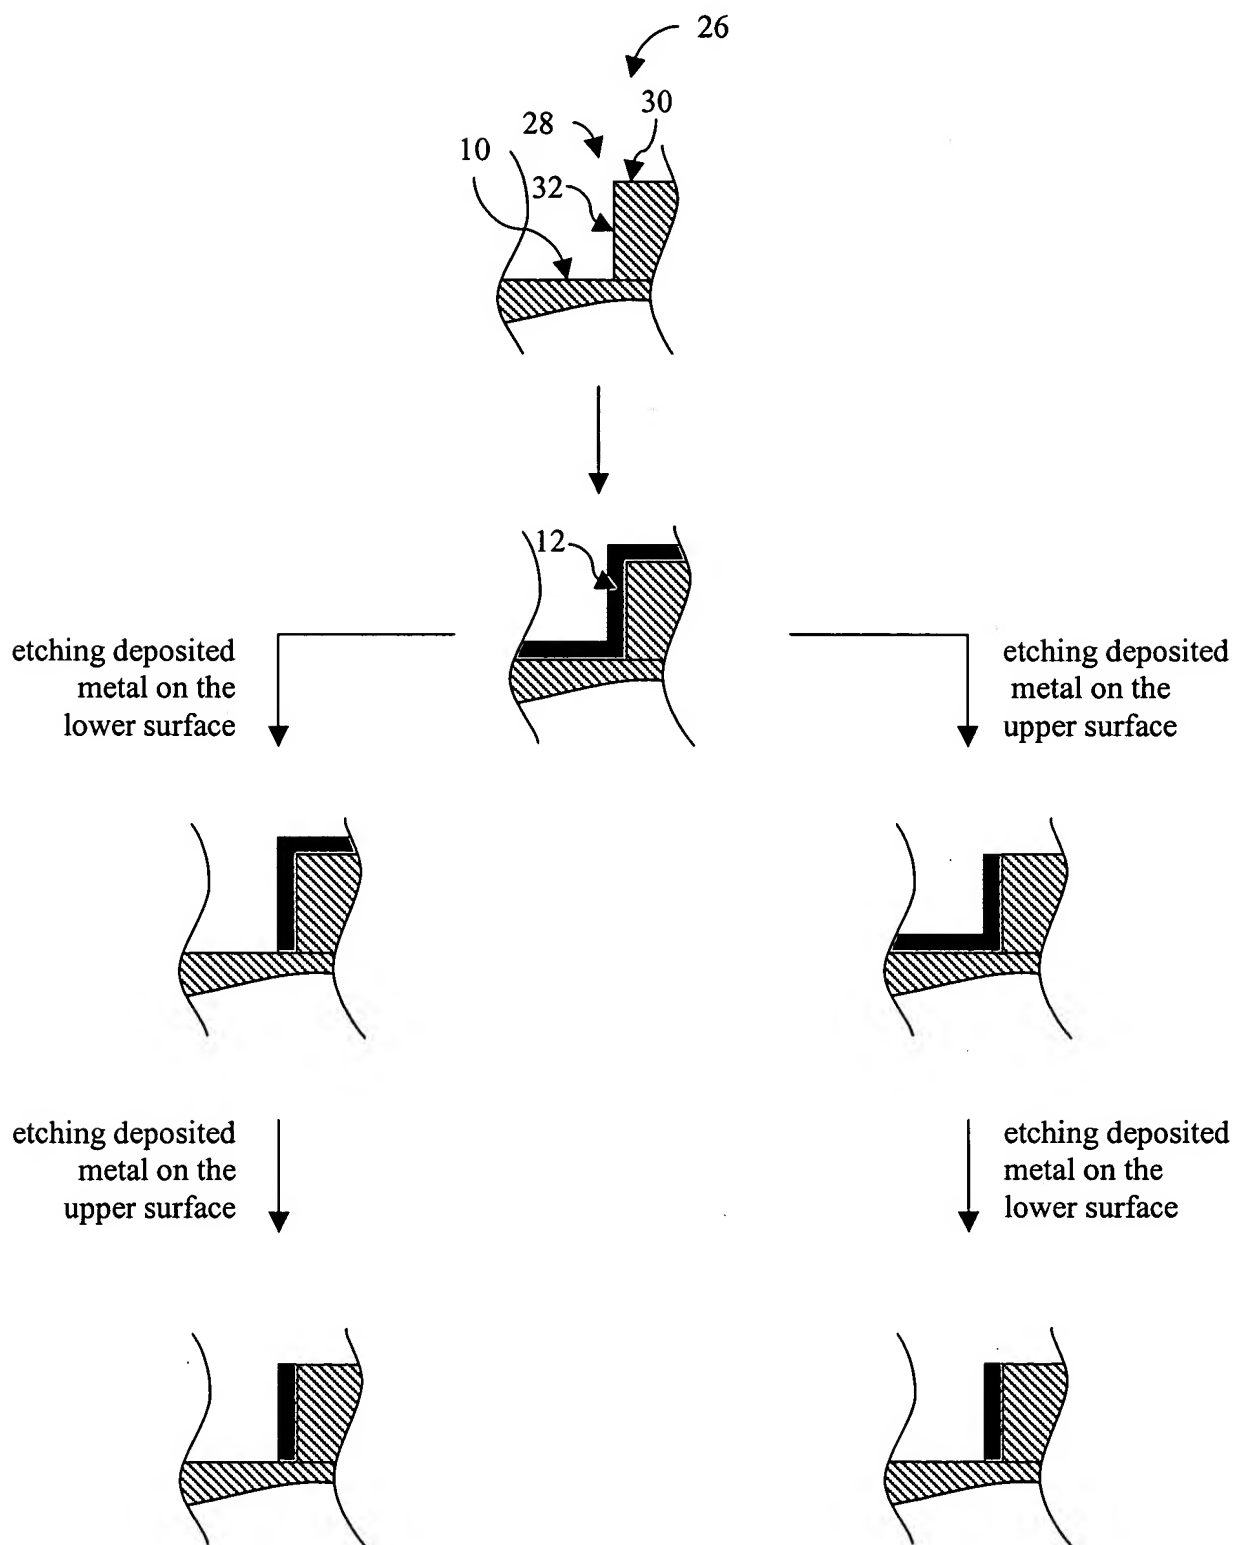 26
30
28
10
32
12
etching deposited
metal on the
lower surface
etching deposited
metal on the
upper surface
etching deposited
metal on the
upper surface
etching deposited
metal on the
lower surface